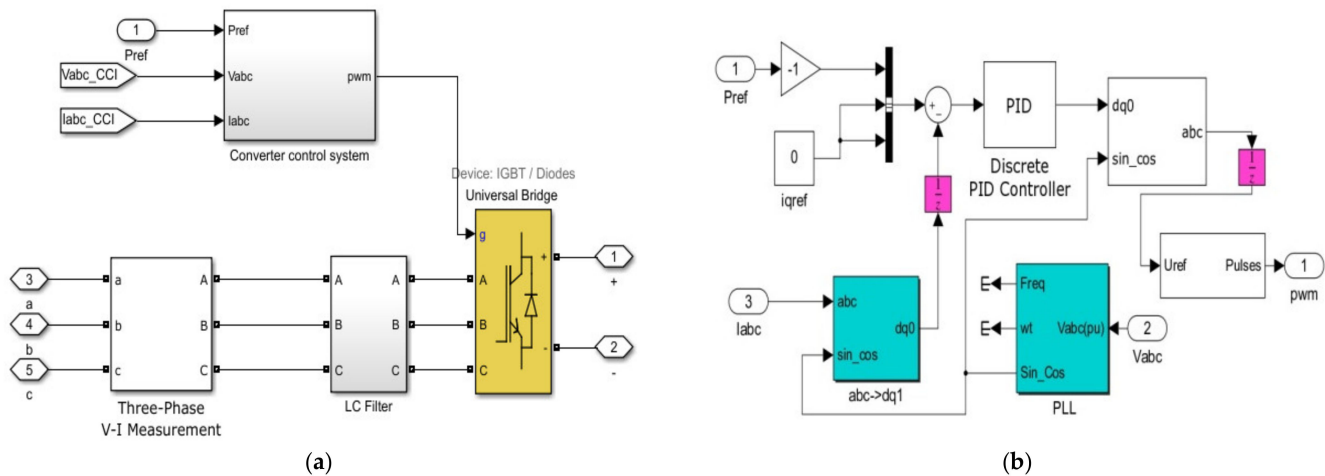 1
Pref
Pref
Vabc_CCI
Vabc
pwm
Iabc_CCI
Iabc
Converter control system
Device: IGBT / Diodes
Universal Bridge
g
+
1
+
3
a
A
A
A
A
a
4
b
B
B
B
B
-
2
-
b
5
c
C
C
C
C
c
Three-Phase
V-I Measurement
LC Filter
(a)
1
Pref
-1
0
iqref
+
-
PID
Discrete
PID Controller
dq0
abc
sin_cos
1
z
1
z
Uref
Pulses
1
pwm
3
Iabc
abc
dq0
sin_cos
abc->dq1
Freq
wt
Vabc(pu)
Sin_Cos
PLL
2
Vabc
(b)